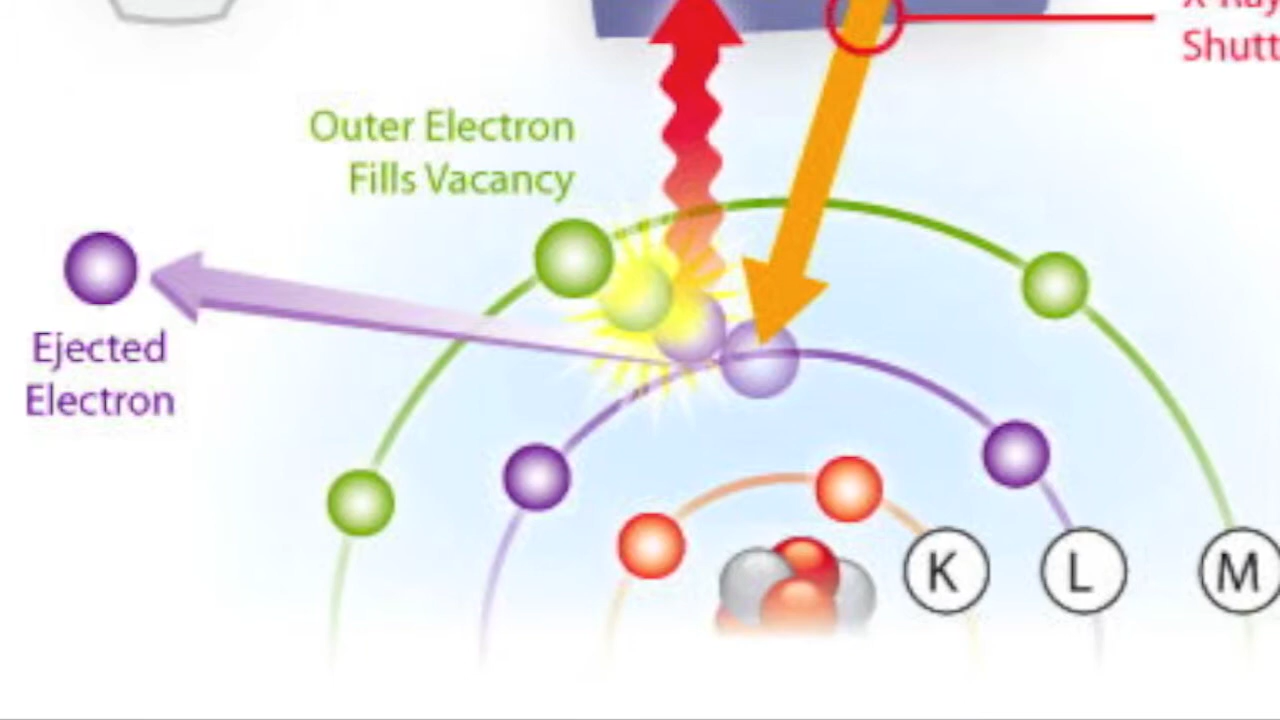 Shutt
Outer Electron
Fills Vacancy
Ejected
Electron
K
L
M